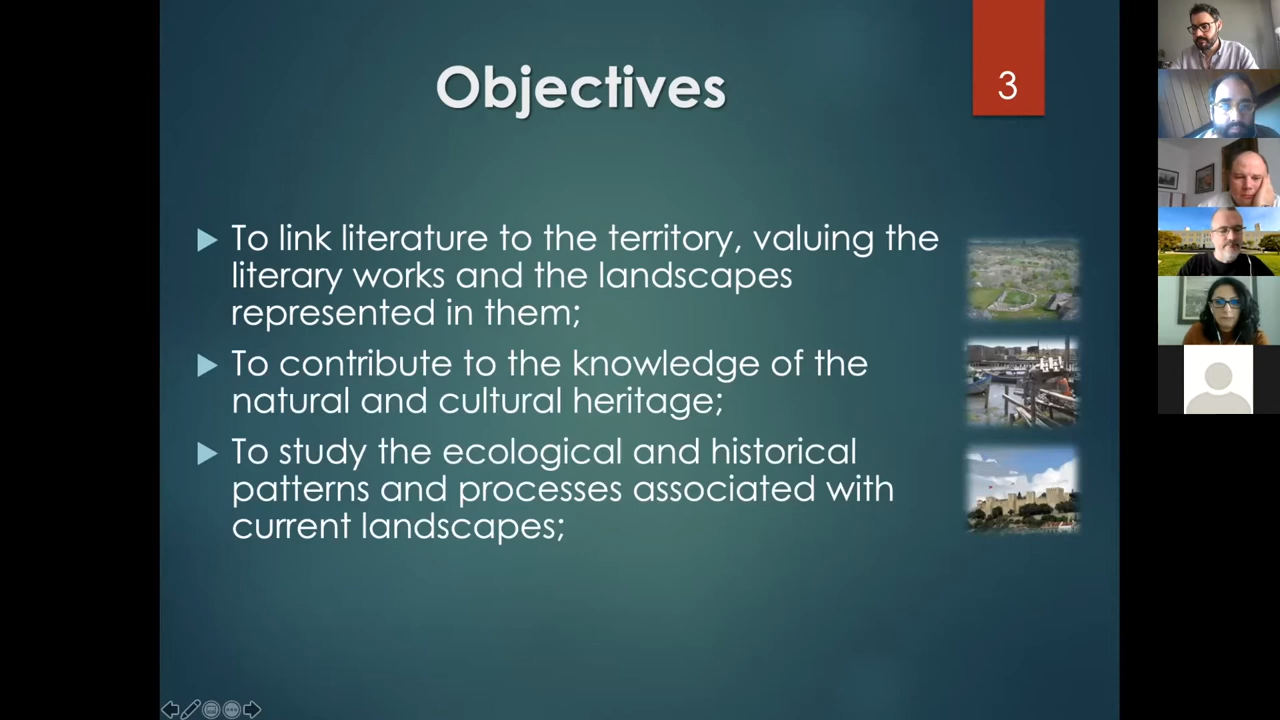 Objectives
3
To link literature to the territory, valuing the
literary works and the landscapes
represented in them;
To contribute to the knowledge of the
natural and cultural heritage;
To study the ecological and historical
patterns and processes associated with
current landscapes;